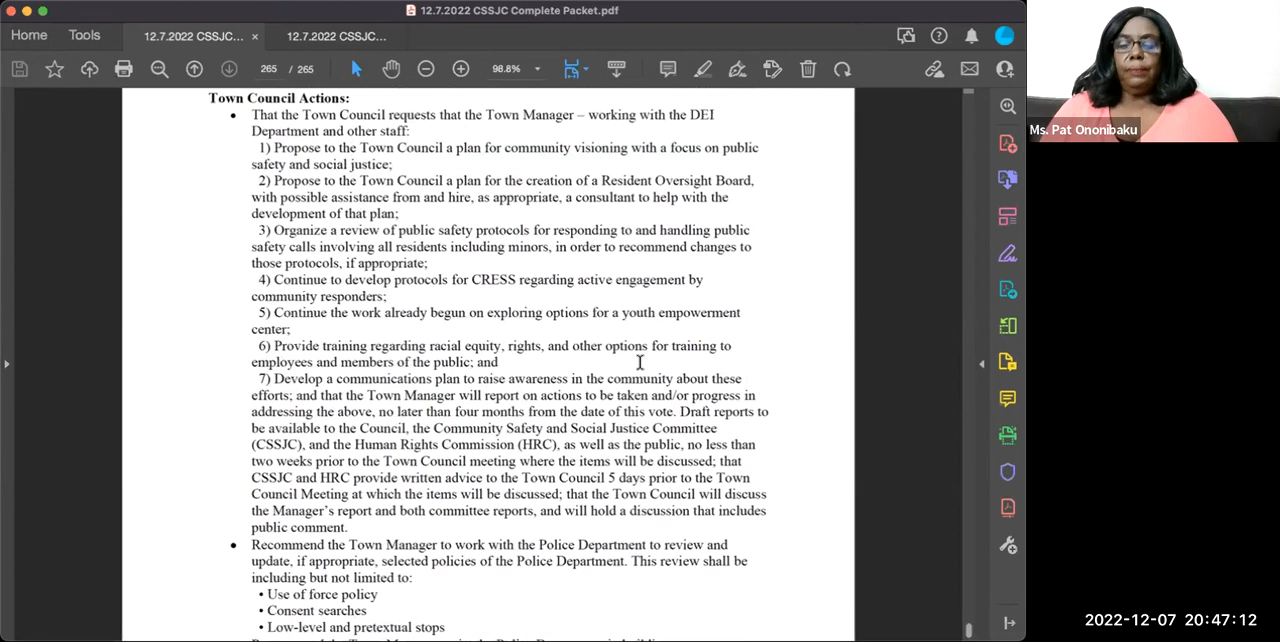 12.7.2022 CSSJC Complete Packet.pdf
Home Tools 12.7.2022 CSSJC... × 12.7.2022 CSSJC...
265 / 265 98.8%
Town Council Actions:
• That the Town Council requests that the Town Manager – working with the DEI
Department and other staff:
1) Propose to the Town Council a plan for community visioning with a focus on public
safety and social justice;
2) Propose to the Town Council a plan for the creation of a Resident Oversight Board,
with possible assistance from and hire, as appropriate, a consultant to help with the
development of that plan;
3) Organize a review of public safety protocols for responding to and handling public
safety calls involving all residents including minors, in order to recommend changes to
those protocols, if appropriate;
4) Continue to develop protocols for CRESS regarding active engagement by
community responders;
5) Continue the work already begun on exploring options for a youth empowerment
center;
6) Provide training regarding racial equity, rights, and other options for training to
employees and members of the public; and
7) Develop a communications plan to raise awareness in the community about these
efforts; and that the Town Manager will report on actions to be taken and/or progress in
addressing the above, no later than four months from the date of this vote. Draft reports to
be available to the Council, the Community Safety and Social Justice Committee
(CSSJC), and the Human Rights Commission (HRC), as well as the public, no less than
two weeks prior to the Town Council meeting where the items will be discussed; that
CSSJC and HRC provide written advice to the Town Council 5 days prior to the Town
Council Meeting at which the items will be discussed; that the Town Council will discuss
the Manager's report and both committee reports, and will hold a discussion that includes
public comment.
• Recommend the Town Manager to work with the Police Department to review and
update, if appropriate, selected policies of the Police Department. This review shall be
including but not limited to:
• Use of force policy
• Consent searches
• Low-level and pretextual stops
Ms. Pat Ononibaku
2022-12-07 20:47:12